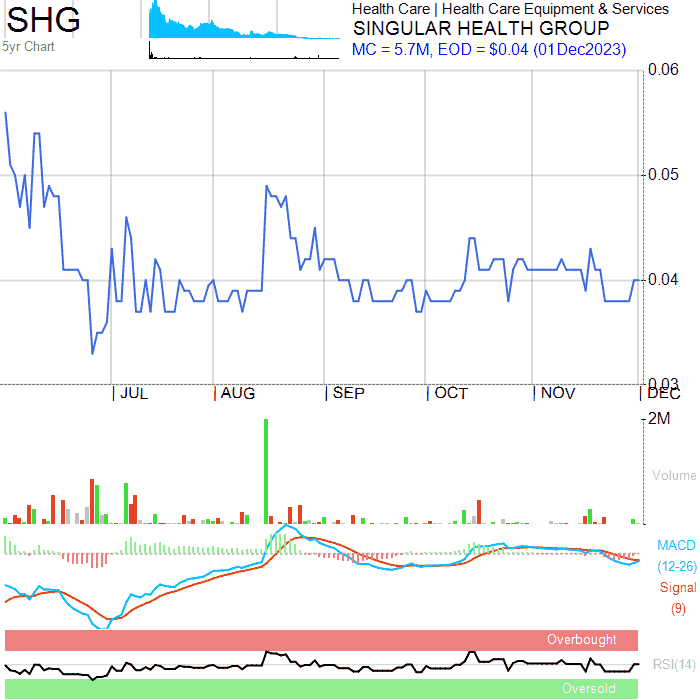 SHG
5yr Chart
Health Care | Health Care Equipment & Services
SINGULAR HEALTH GROUP
MC = 5.7M, EOD = $0.04 (01Dec2023)
0.06
0.05
0.04
0.03
JUL AUG SEP OCT NOV DEC
2M
Volume
MACD
(12-26)
Signal
(9)
Overbought
RSI(14)
Oversold